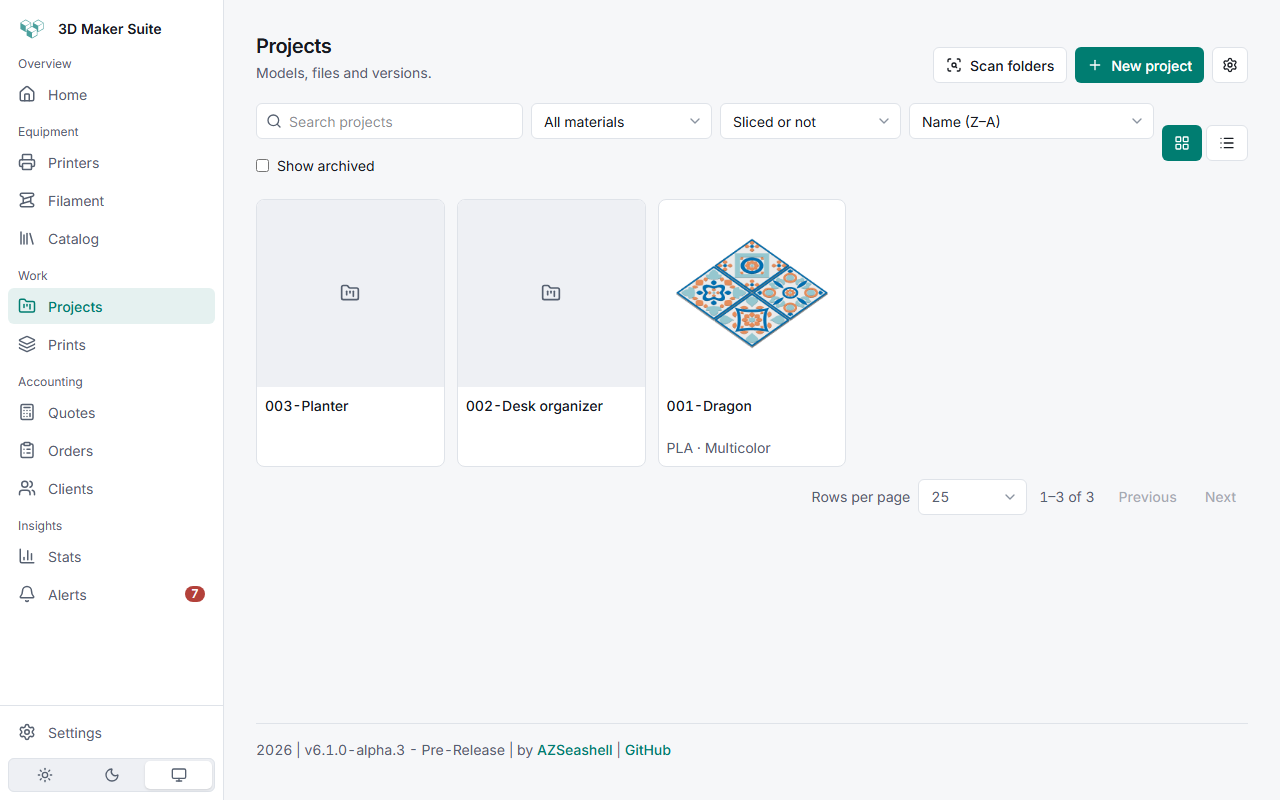 3D Maker Suite
Overview
Home
Equipment
Printers
Filament
Catalog
Work
Projects
Prints
Accounting
Quotes
Orders
Clients
Insights
Stats
Alerts 7
Settings
Projects
Models, files and versions.
Scan folders
New project
Search projects
All materials
Sliced or not
Name (Z–A)
Show archived
003-Planter
002-Desk organizer
001-Dragon
PLA · Multicolor
Rows per page 25 1–3 of 3 Previous Next
2026 | v6.1.0-alpha.3 - Pre-Release | by AZSeashell | GitHub